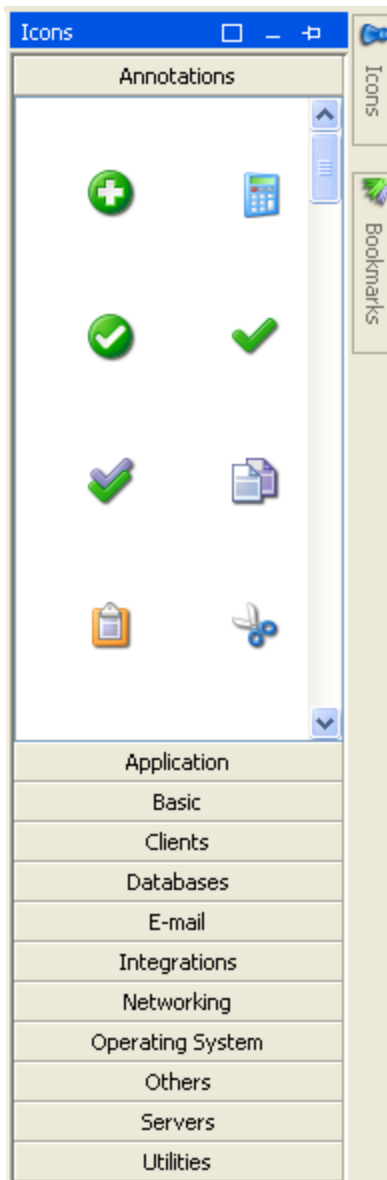 Icons
Annotations
Application
Basic
Clients
Databases
E-mail
Integrations
Networking
Operating System
Others
Servers
Utilities
Icons
Bookmarks